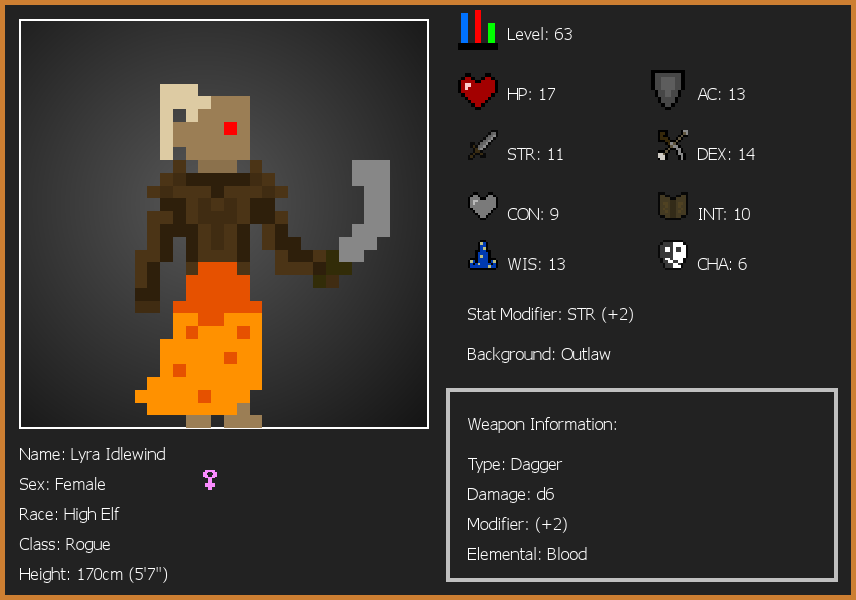 Level: 63
HP: 17
AC: 13
STR: 11
DEX: 14
CON: 9
INT: 10
WIS: 13
CHA: 6
Stat Modifier: STR (+2)
Background: Outlaw
Weapon Information:
Type: Dagger
Damage: d6
Modifier: (+2)
Elemental: Blood
Name: Lyra Idlewind
Sex: Female
Race: High Elf
Class: Rogue
Height: 170cm (5'7")